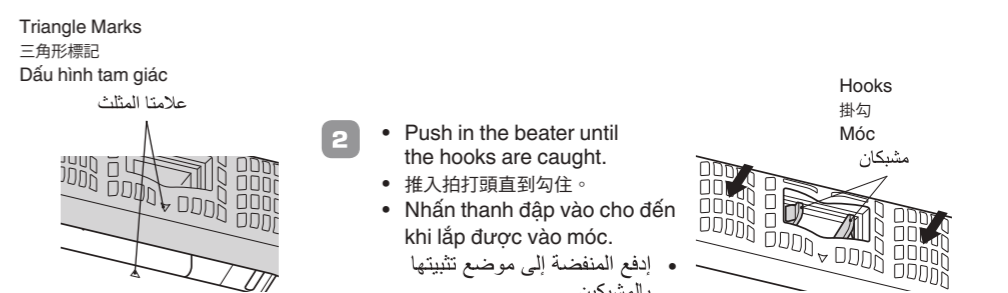 Triangle Marks
三角形標記
Dấu hình tam giác
علامتا المثلث
2
• Push in the beater until
the hooks are caught.
• 推入拍打頭直到勾住。
• Nhấn thanh đập vào cho đến
khi lắp được vào móc.
• إدفع المنفضة إلى موضع تثبيتها
بالمشبكين
Hooks
掛勾
Móc
مشبكان